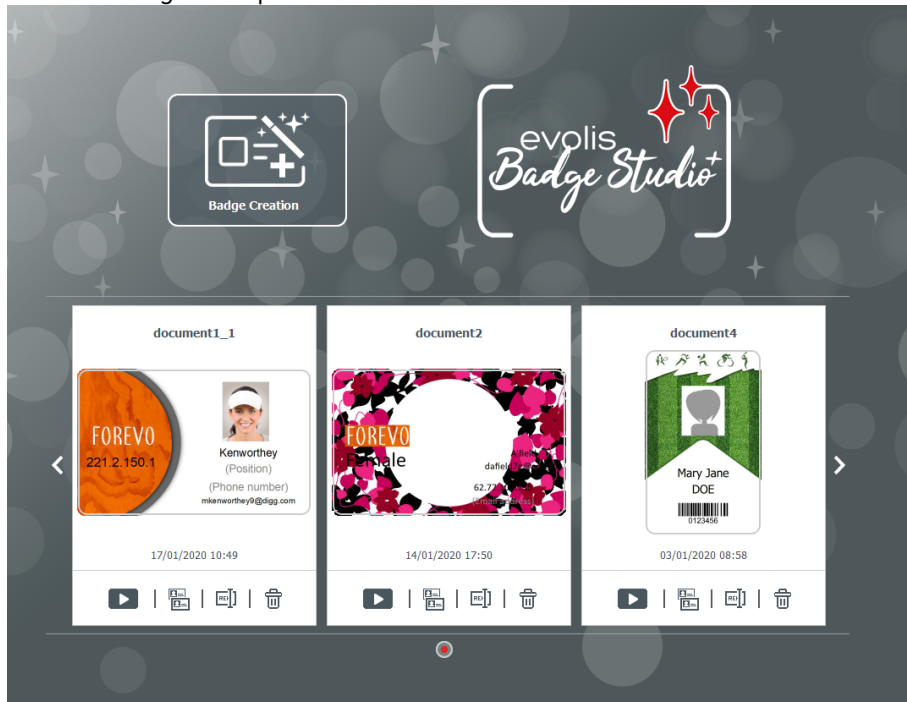 evolis
Badge Studio+
Badge Creation
document1_1
document2
document4
FOREVO
221.2.150.1
Kenworthey
(Position)
(Phone number)
mkenworthey9@digg.com
FOREVO
Female
62.77
Mary Jane
DOE
0123456
17/01/2020 10:49
14/01/2020 17:50
03/01/2020 08:58